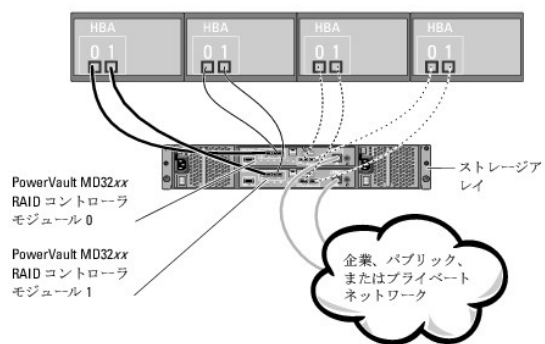 HBA HBA HBA HBA
0 1 0 1 0 1 0 1
ストレージア
レイ
PowerVault MD32xx
RAID コントローラ
モジュール 0
PowerVault MD32xx
RAID コントローラ
モジュール 1
企業、パブリック、
またはプライベート
ネットワーク